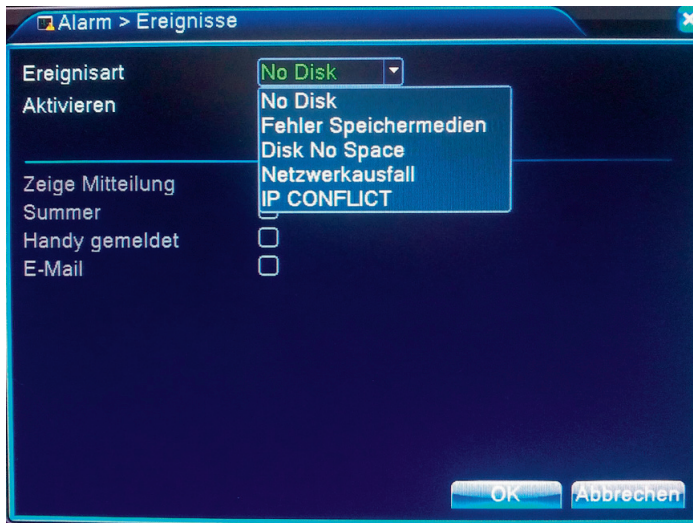 Alarm > Ereignisse
Ereignisart No Disk
Aktivieren
No Disk
Fehler Speichermedien
Disk No Space
Netzwerkausfall
IP CONFLICT
Zeige Mitteilung
Summer
Handy gemeldet
E-Mail
OK Abbrechen